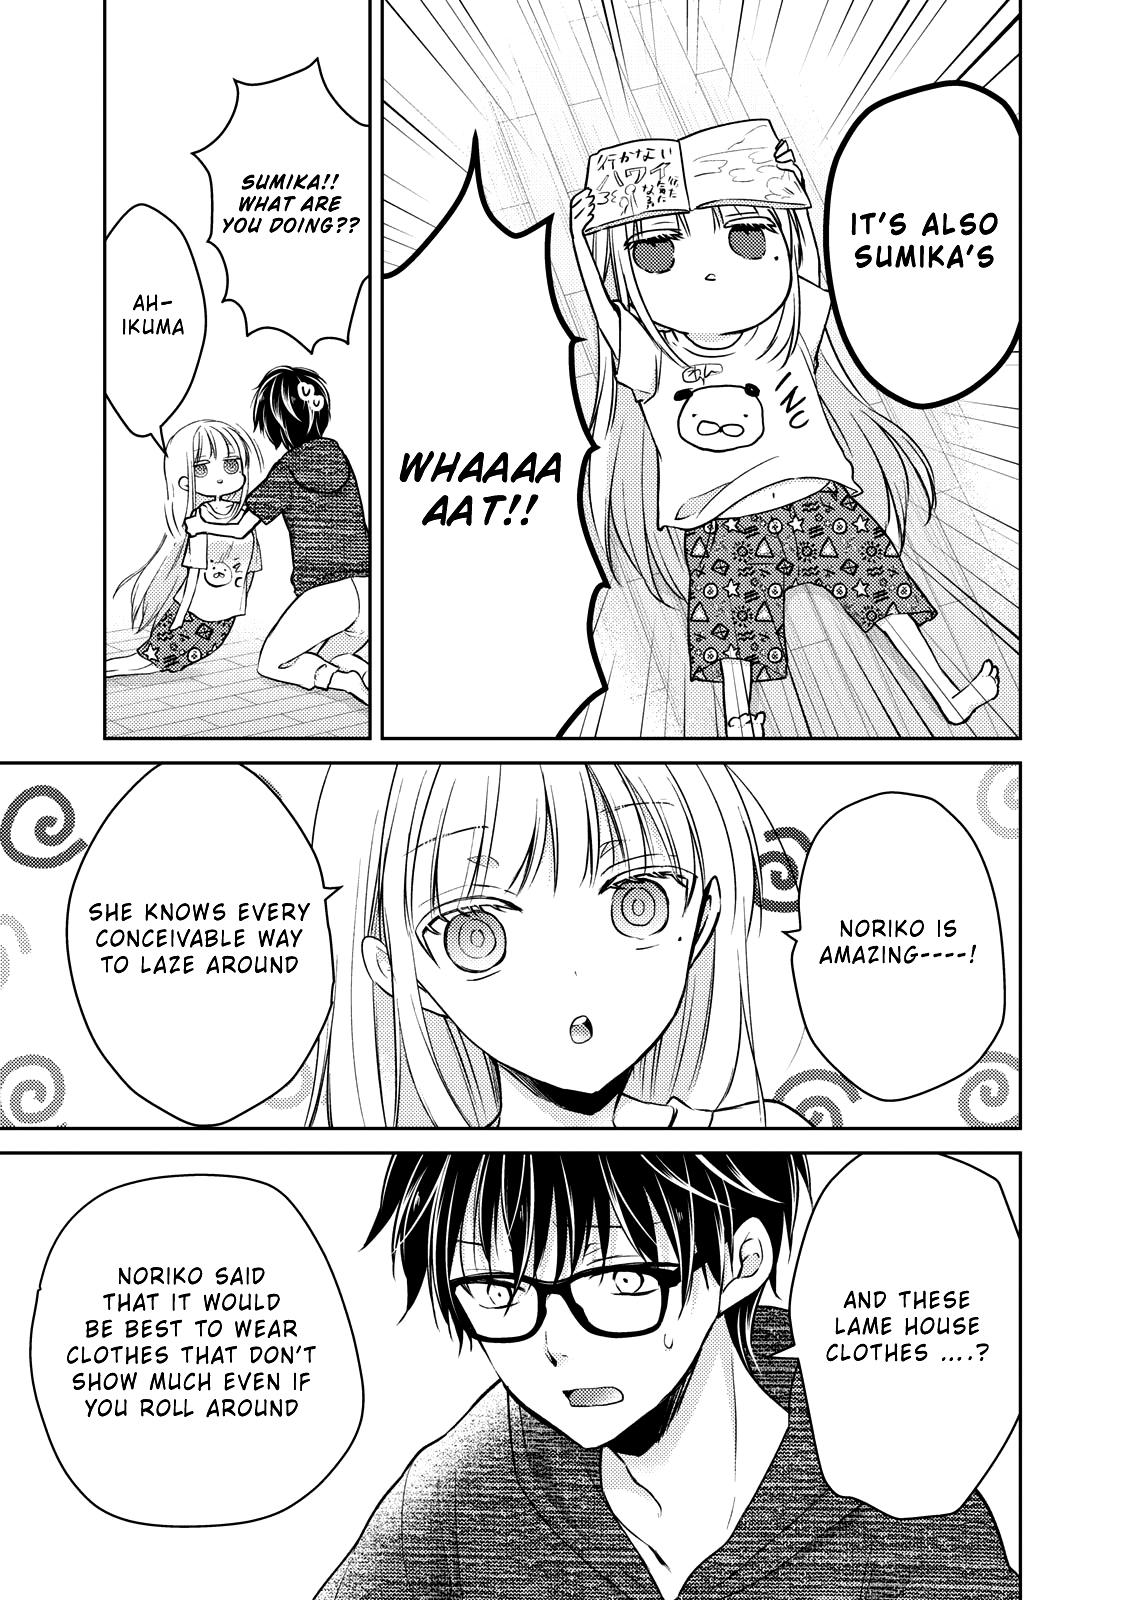 IT'S ALSO
SUMIKA'S
行かない
ハワイ
WHAAAA
AAT!!
SUMIKA!!
WHAT ARE
YOU DOING??
AH-
IKUMA
NORIKO IS
AMAZING----!
SHE KNOWS EVERY
CONCEIVABLE WAY
TO LAZE AROUND
AND THESE
LAME HOUSE
CLOTHES ....?
NORIKO SAID
THAT IT WOULD
BE BEST TO WEAR
CLOTHES THAT DON'T
SHOW MUCH EVEN IF
YOU ROLL AROUND